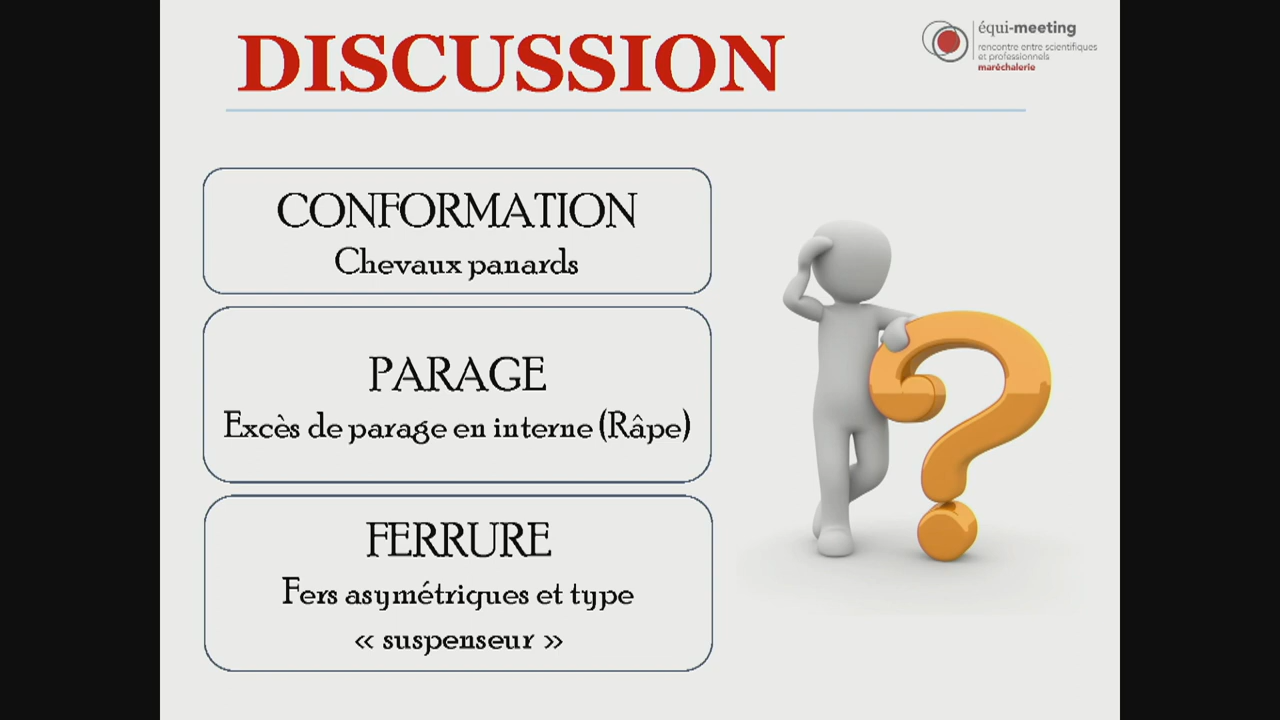 DISCUSSION
équi-meeting
rencontre entre scientifiques
et professionnels
maréchalerie
CONFORMATION
Chevaux panards
PARAGE
Excès de parage en interne (Râpe)
FERRURE
Fers asymétriques et type
« suspenseur »